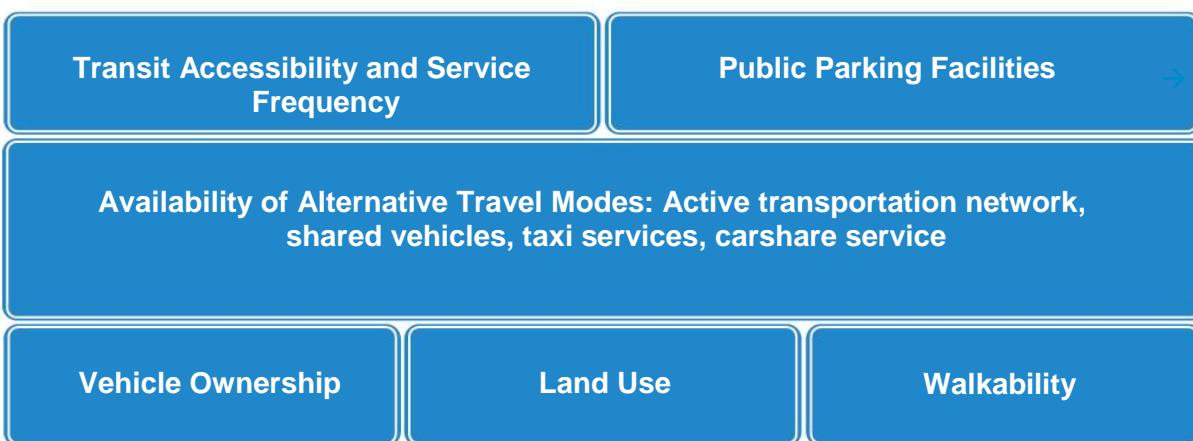 Transit Accessibility and Service
Frequency
Public Parking Facilities
→
Availability of Alternative Travel Modes: Active transportation network,
shared vehicles, taxi services, carshare service
Vehicle Ownership
Land Use
Walkability